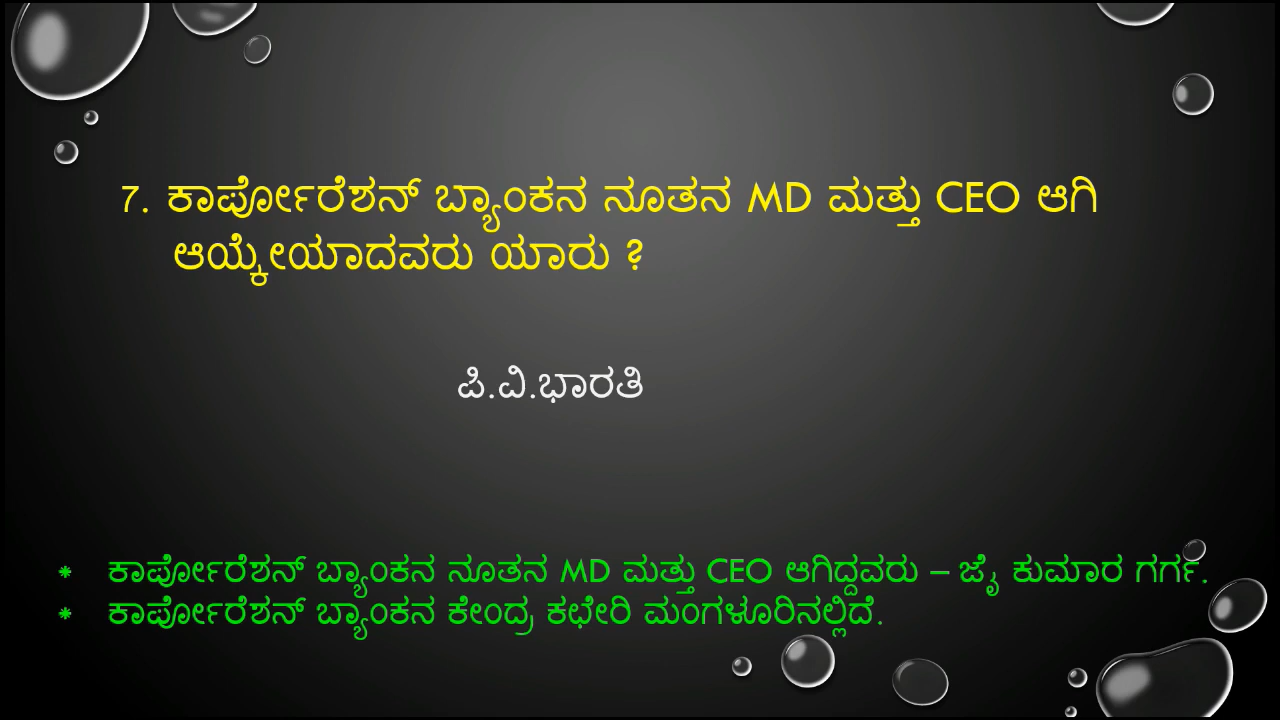 7. ಕಾರ್ಪೋರೆಶನ್ ಬ್ಯಾಂಕನ ನೂತನ MD ಮತ್ತು CEO ಆಗಿ
ಆಯ್ಕೇಯಾದವರು ಯಾರು ?
ಪಿ.ವಿ.ಭಾರತಿ
* ಕಾರ್ಪೋರೆಶನ್ ಬ್ಯಾಂಕನ ನೂತನ MD ಮತ್ತು CEO ಆಗಿದ್ದವರು – ಜೈ ಕುಮಾರ ಗರ್ಗ.
* ಕಾರ್ಪೋರೆಶನ್ ಬ್ಯಾಂಕನ ಕೇಂದ್ರ ಕಛೇರಿ ಮಂಗಳೂರಿನಲ್ಲಿದೆ.